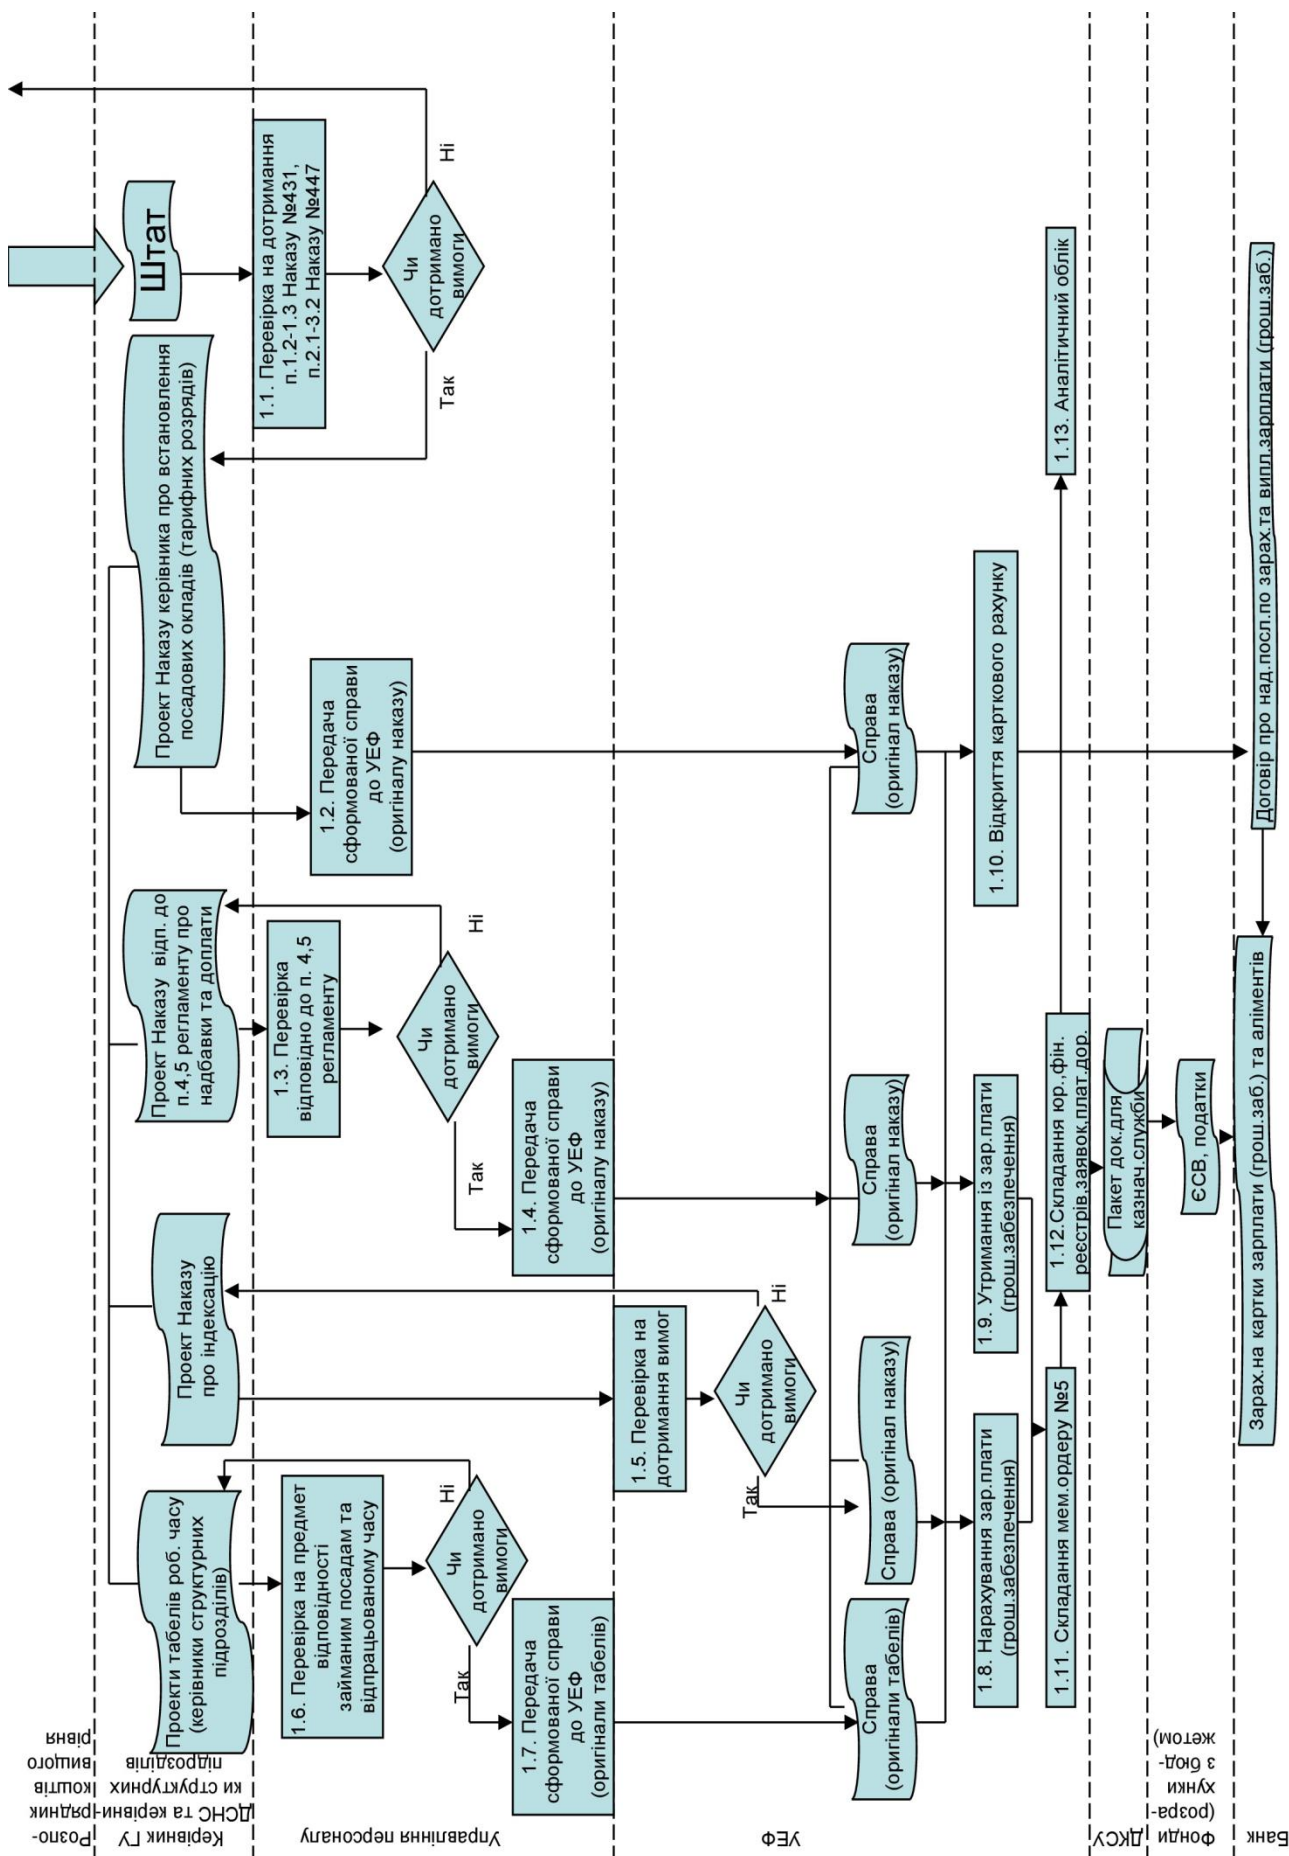 Розпо-
рядник
коштів
вищого
рівня
Керівник ГУ
ДСНС та керівни-
ки структурних
підрозділів
Управління персоналу
УЕФ
ДКСУ
Фонди
(розра-
хунки
з бюд-
жетом)
Банк
Проекти табелів роб. часу
(керівники структурних
підрозділів)
Проект Наказу
про індексацію
Проект Наказу відп. до
п.4,5 регламенту про
надбавки та доплати
Проект Наказу керівника про встановлення
посадових окладів (тарифних розрядів)
Штат
1.6. Перевірка на предмет
відповідності
займаним посадам та
відпрацьованому часу
1.3. Перевірка
відповідно до п. 4,5
регламенту
1.2. Передача
сформованої справи
до УЕФ
(оригіналу наказу)
1.1. Перевірка на дотримання
п.1.2-1.3 Наказу №431,
п.2.1-3.2 Наказу №447
Чи
дотримано
вимоги
Так
Ні
Чи
дотримано
вимоги
Так
Ні
Чи
дотримано
вимоги
Так
Ні
1.7. Передача
сформованої справи
до УЕФ
(оригінали табелів)
1.4. Передача
сформованої справи
до УЕФ
(оригіналу наказу)
1.5. Перевірка на
дотримання вимог
Чи
дотримано
вимоги
Так
Ні
Справа
(оригінали табелів)
Справа (оригінал наказу)
Справа
(оригінал наказу)
Справа
(оригінал наказу)
1.8. Нарахування зар.плати
(грош.забезпечення)
1.9. Утримання із зар.плати
(грош.забезпечення)
1.10. Відкриття карткового рахунку
1.11. Складання мем.ордеру №5
1.12.Складання юр.,фін.
реєстрів,заявок,плат.дор.
1.13. Аналітичний облік
Пакет док.для
казнач.служби
ЄСВ, податки
Зарах.на картки зарплати (грош.заб.) та аліментів
Договір про над.посл.по зарах.та випл.зарплати (грош.заб.)